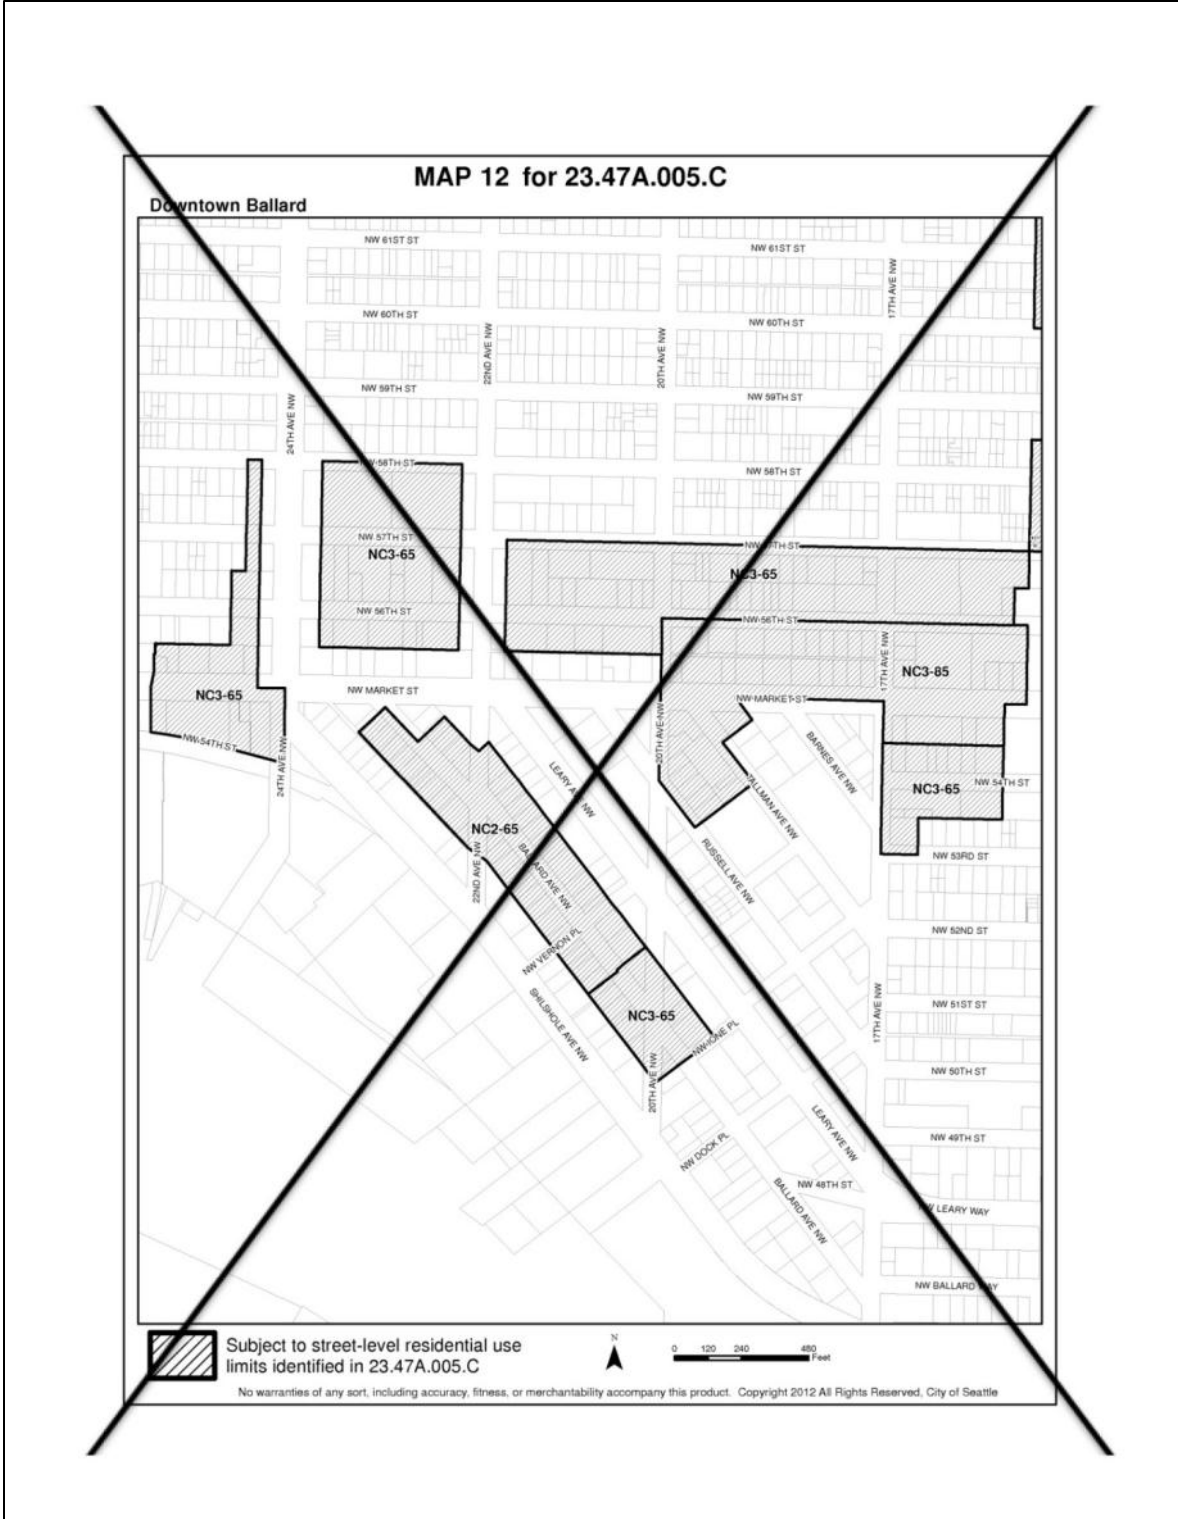 MAP 12 for 23.47A.005.C
Downtown Ballard
NW 61ST ST
NW 61ST ST
17TH AVE NW
NW 60TH ST
NW 60TH ST
22ND AVE NW
20TH AVE NW
NW 59TH ST
NW 59TH ST
24TH AVE NW
NW 58TH ST
NW 58TH ST
NW 57TH ST
NC3-65
NC3-65
NW 56TH ST
NW 56TH ST
17TH AVE NW
NC3-85
NC3-65
NW MARKET ST
NW MARKET ST
20TH AVE NW
NW 54TH ST
24TH AVE NW
BARNES AVE NW
NW 54TH ST
NC3-65
TALLMAN AVE NW
NC2-65
BALLARD AVE NW
22ND AVE NW
RUSSELL AVE NW
NW 53RD ST
NW 52ND ST
NW VERNON PL
SHILSHOLE AVE NW
NC3-65
NW IONE PL
17TH AVE NW
NW 51ST ST
NW 50TH ST
20TH AVE NW
LEARY AVE NW
NW 49TH ST
NW DOCK PL
NW 48TH ST
BALLARD AVE NW
LEARY WAY
NW BALLARD
Subject to street-level residential use
limits identified in 23.47A.005.C
N
0 120 240 480
Feet
No warranties of any sort, including accuracy, fitness, or merchantability accompany this product. Copyright 2012 All Rights Reserved, City of Seattle